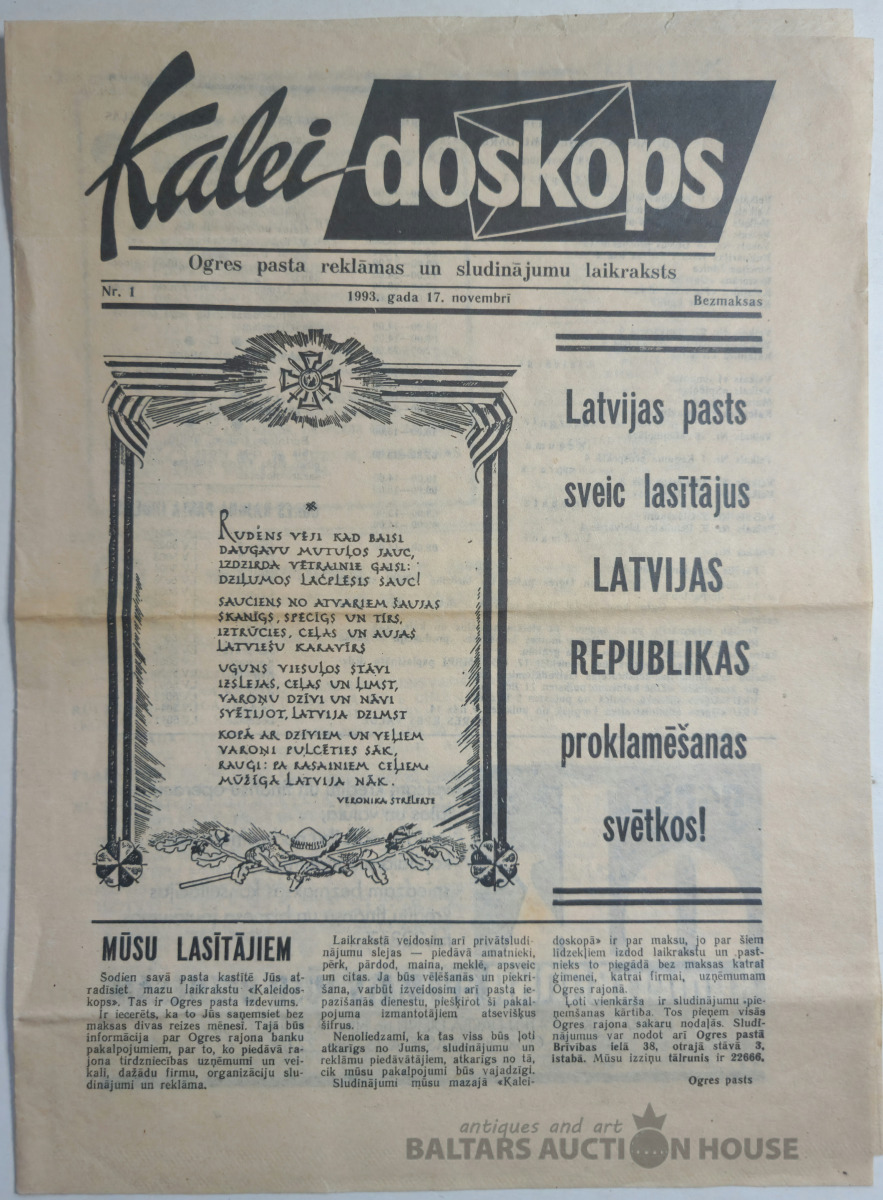 Kaleidoskops
Ogres pasta reklāmas un sludinājumu laikraksts
Nr. 1
1993. gada 17. novembrī
Bezmaksas
RUDENS VĒJI KAD BAISI
DAUGAVU MUTUĻOS JAUC,
IZDZIRDA VĒTRAINIE GAISI:
DZIĻUMOS LĀČPLĒSIS SAUC!
SAUCIENS NO ATVARIEM ŠAUJAS
SKANĪGS, SPĒCĪGS UN TĪRS,
IZTRŪCIES, CEĻAS UN AUJAS
LATVIEŠU KARAVĪRS
UGUNS VIESUĻOS STĀVI
IZSLEJAS, CEĻAS UN ĻIMST,
VAROŅU DZĪVI UN NĀVI
SVĒTIJOT, LATVIJA DZIMST
KOPĀ AR DZĪVIEM UN VEĻIEM
VAROŅI PULCĒTIES SĀK,
RAUGI: PA RASAINIEM CEĻIEM
MŪŽĪGĀ LATVIJA NĀK.
VERONIKA STRĒLERTE
Latvijas pasts
sveic lasītājus
LATVIJAS
REPUBLIKAS
proklamēšanas
svētkos!
MŪSU LASĪTĀJIEM
Šodien savā pasta kastītē Jūs at-
radīsiet mazu laikrakstu «Kaleidos-
kops». Tas ir Ogres pasta izdevums.
Ir iecerēts, ka to Jūs saņemsiet bez
maksas divas reizes mēnesī. Tajā būs
informācija par Ogres rajona banku
pakalpojumiem, par to, ko piedāvā ra-
jona tirdzniecības uzņēmumi un vei-
kali, dažādu firmu, organizāciju slu-
dinājumi un reklāma.
Laikrakstā veidosim arī privātsludi-
nājumu slejas — piedāvā amatnieki,
pērk, pārdod, maina, meklē, apsveic
un citas. Ja būs vēlēšanās un piekri-
šana, varbūt izveidosim arī pasta ie-
pazīšanās dienestu, piešķirot šī pakal-
pojuma izmantotājiem atsevišķus
šifrus.
Nenoliedzami, ka tas viss būs ļoti
atkarīgs no Jums, sludinājumu un
reklāmu piedāvātājiem, atkarīgs no tā,
cik mūsu pakalpojumi būs vajadzīgi.
Sludinājumi mūsu mazajā «Kalei-
doskopā» ir par maksu, jo par šiem
līdzekļiem izdod laikrakstu un past-
nieks to piegādā bez maksas katrai
ģimenei, katrai firmai, uzņēmumam
Ogres rajonā.
Ļoti vienkārša ir sludinājumu pie-
ņemšanas kārtība. Tos pieņem visās
Ogres rajona sakaru nodaļās. Sludi-
nājumus var nodot arī Ogres pastā
Brīvības ielā 38, otrajā stāvā 3.
istabā. Mūsu izziņu tālrunis ir 22666.
Ogres pasts
antiques and art
BALTARS AUCTION HOUSE